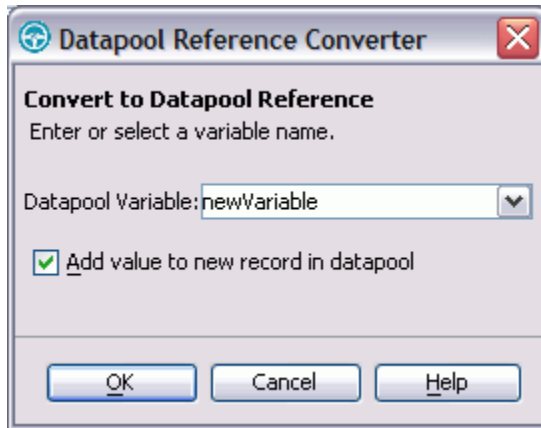 Datapool Reference Converter
Convert to Datapool Reference
Enter or select a variable name.
Datapool Variable: newVariable
Add value to new record in datapool
OK Cancel Help